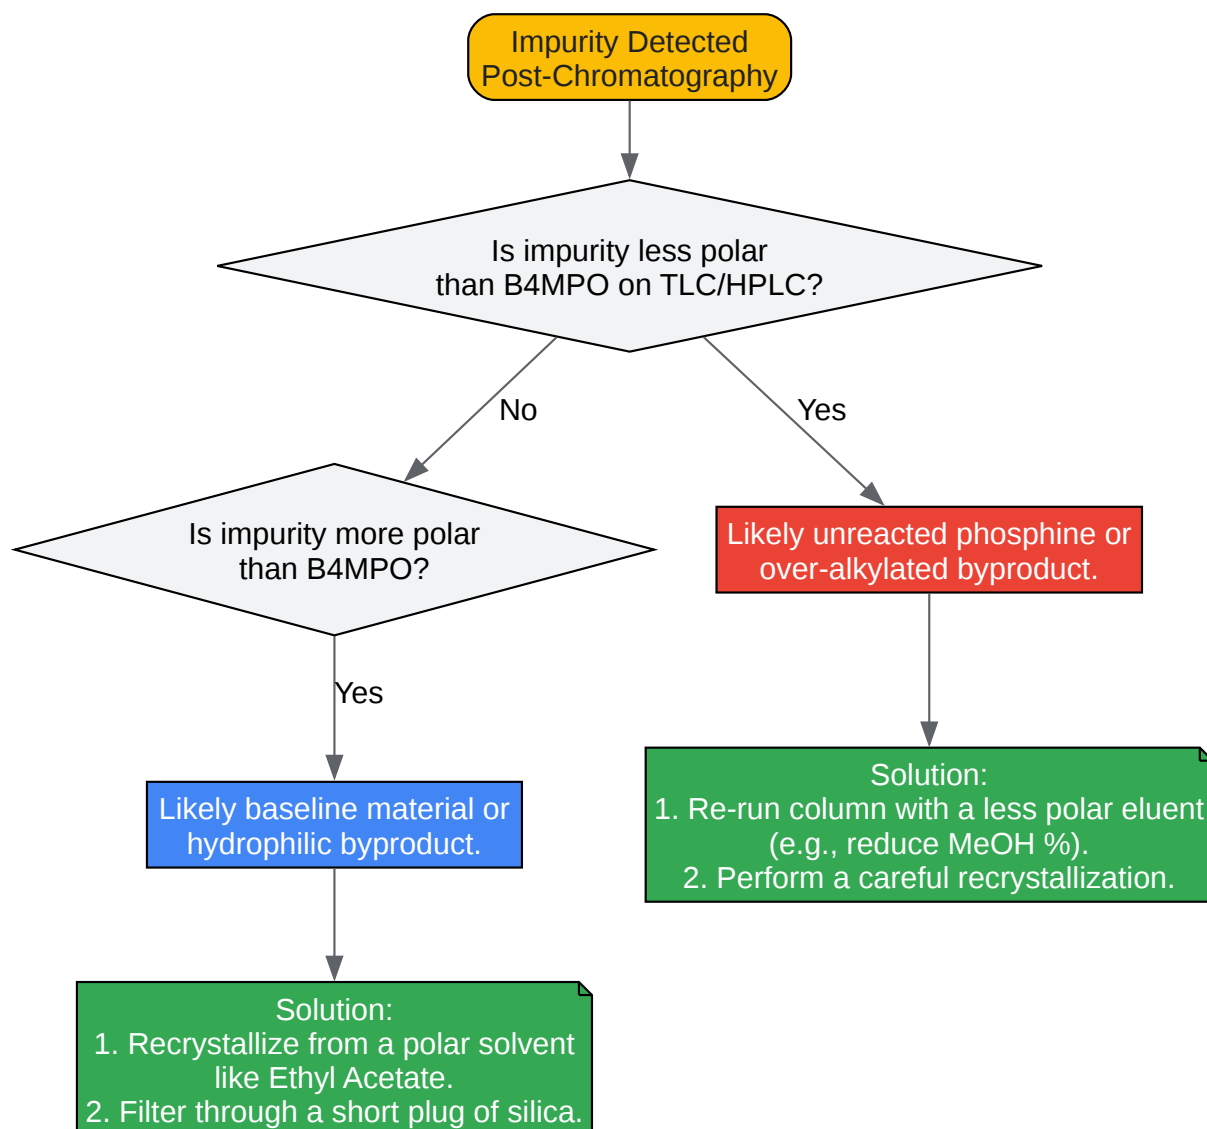 Impurity Detected
Post-Chromatography
Is impurity less polar
than B4MPO on TLC/HPLC?
No
Yes
Is impurity more polar
than B4MPO?
Likely unreacted phosphine or
over-alkylated byproduct.
Yes
Solution:
1. Re-run column with a less polar eluent
(e.g., reduce MeOH %).
2. Perform a careful recrystallization.
Likely baseline material or
hydrophilic byproduct.
Solution:
1. Recrystallize from a polar solvent
like Ethyl Acetate.
2. Filter through a short plug of silica.